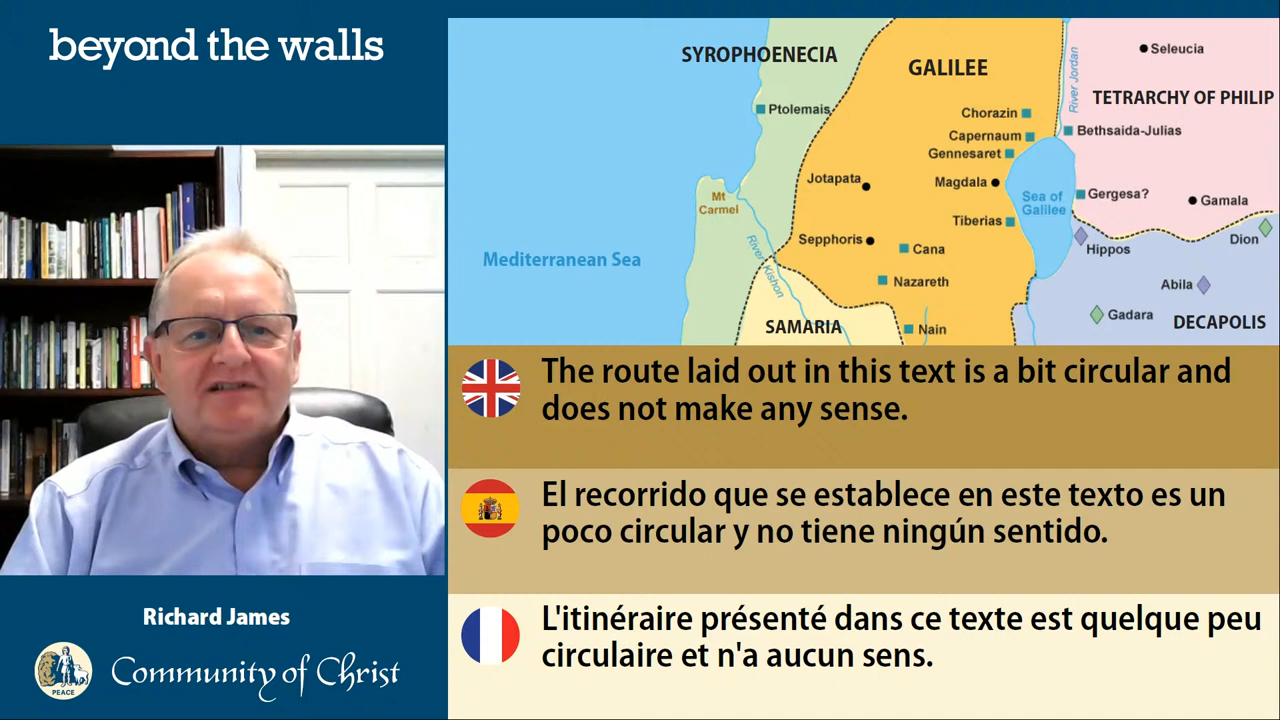 beyond the walls
SYROPHOENECIA
GALILEE
River Jordan
Seleucia
TETRARCHY OF PHILIP
Ptolemais
Chorazin
Capernaum
Bethsaida-Julias
Gennesaret
Jotapata
Magdala
Mt
Carmel
Sea of
Galilee
Gergesa?
Gamala
Tiberias
Sepphoris
Cana
Hippos
Dion
River Kishon
Mediterranean Sea
Nazareth
Abila
Gadara
SAMARIA
Nain
DECAPOLIS
The route laid out in this text is a bit circular and
does not make any sense.
El recorrido que se establece en este texto es un
poco circular y no tiene ningún sentido.
L'itinéraire présenté dans ce texte est quelque peu
circulaire et n'a aucun sens.
Richard James
PEACE
Community of Christ